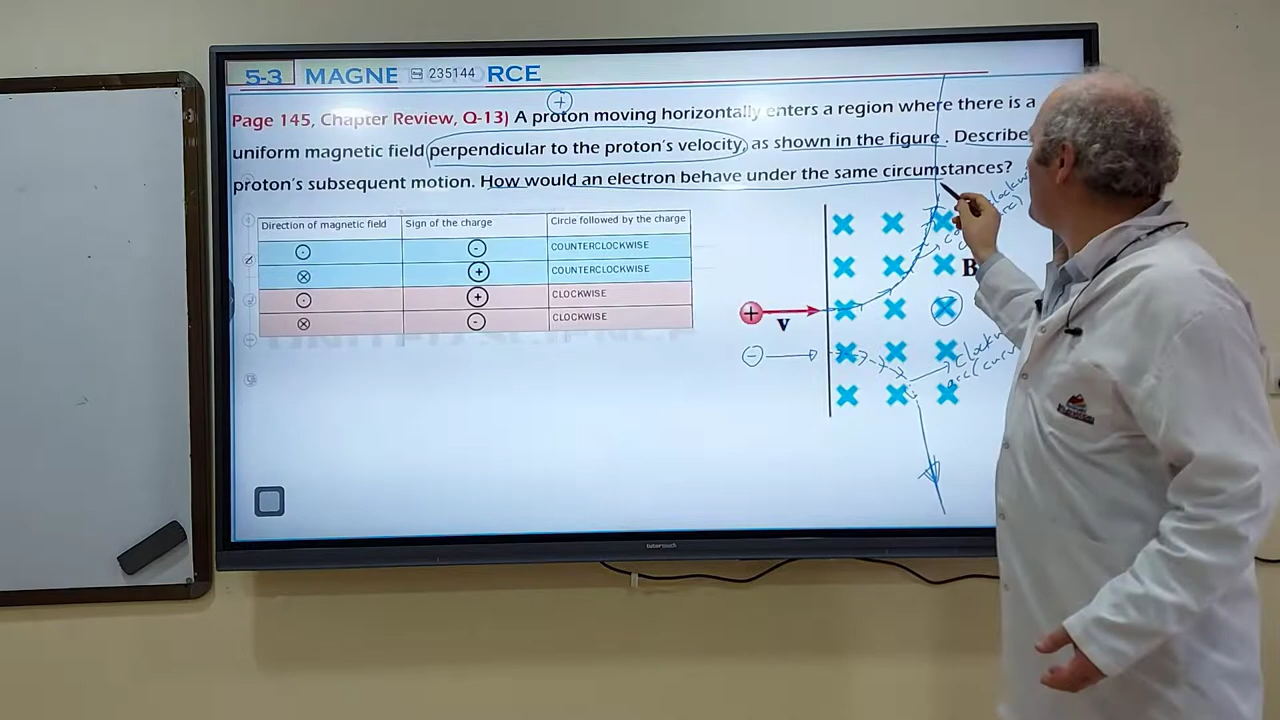 5-3 MAGNE 235144 RCE
Page 145, Chapter Review, Q-13) A proton moving horizontally enters a region where there is a
uniform magnetic field perpendicular to the proton's velocity, as shown in the figure . Describe
proton's subsequent motion. How would an electron behave under the same circumstances?
+
Direction of magnetic field Sign of the charge Circle followed by the charge
- COUNTERCLOCKWISE
+ COUNTERCLOCKWISE
+ CLOCKWISE
- CLOCKWISE
B
+
v
-